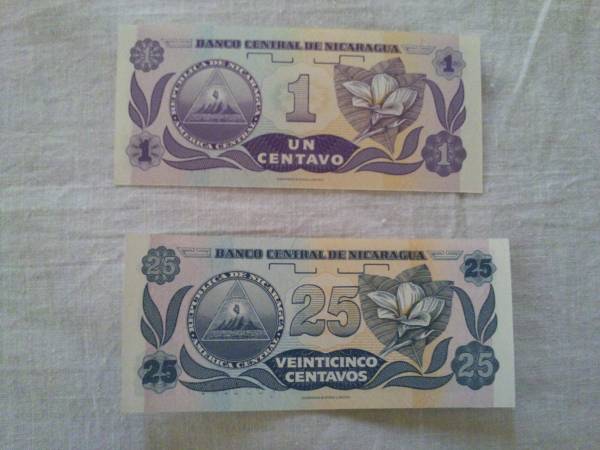 BANCO CENTRAL DE NICARAGUA
1
1
REPUBLICA DE NICARAGUA
AMERICA CENTRAL
1
UN
CENTAVO
1
1
BANCO CENTRAL DE NICARAGUA
25
25
REPUBLICA DE NICARAGUA
AMERICA CENTRAL
25
VEINTICINCO
CENTAVOS
25
25